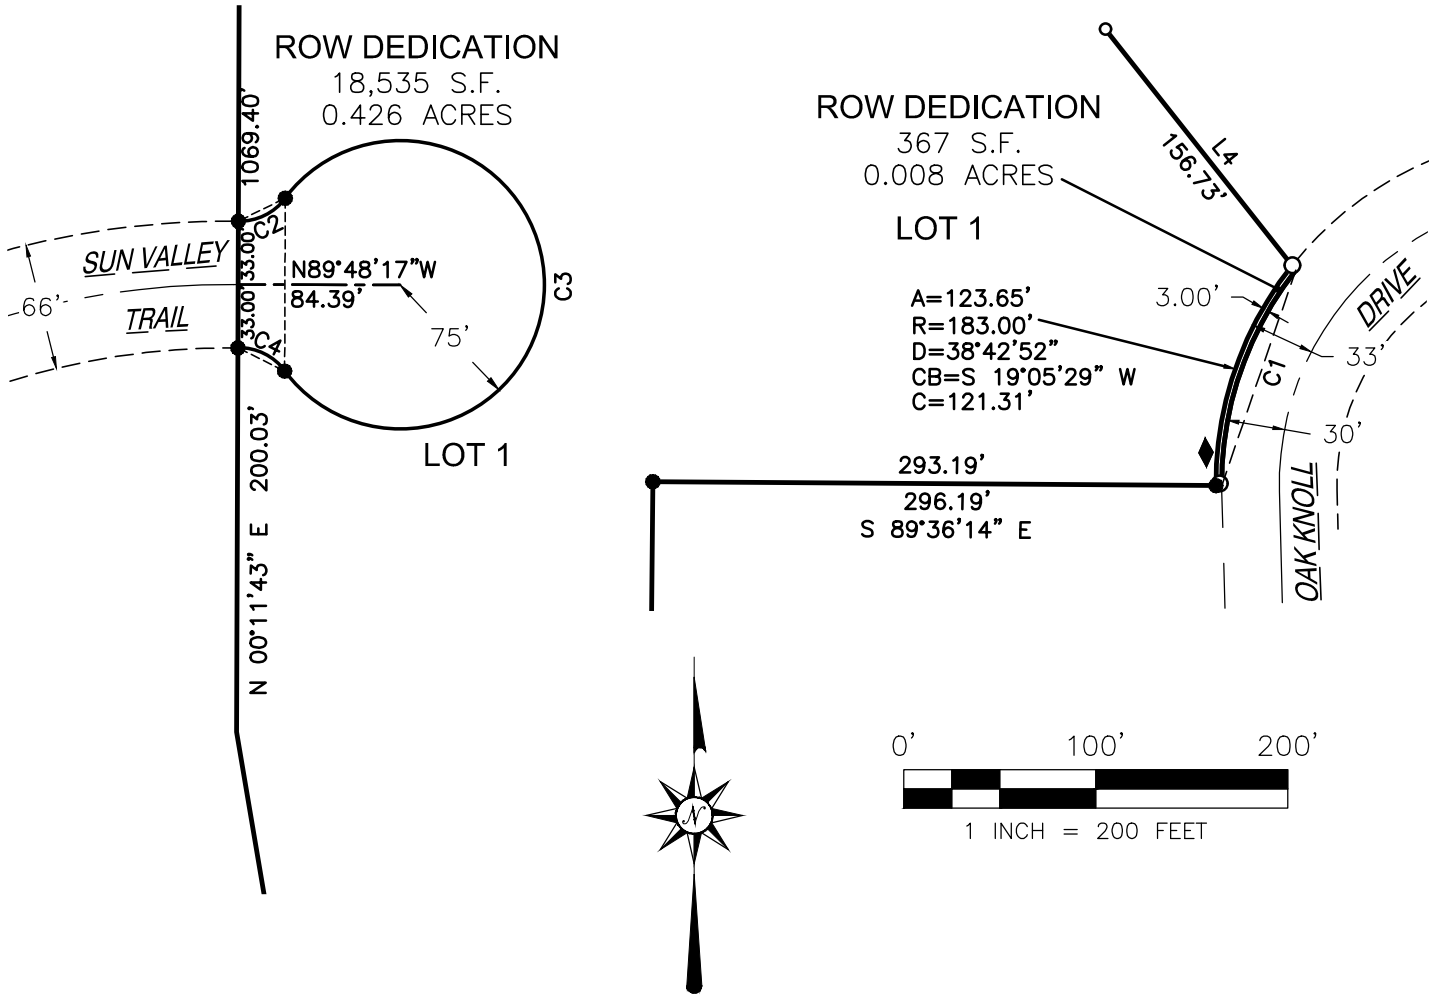 ROW DEDICATION
18,535 S.F.
0.426 ACRES
1069.40'
C2
33.00'
33.00'
C4
SUN VALLEY
TRAIL
66'
N89°48'17"W
84.39'
75'
C3
LOT 1
200.03'
N 00°11'43" E
ROW DEDICATION
367 S.F.
0.008 ACRES
LOT 1
L4
156.73'
A=123.65'
R=183.00'
D=38°42'52"
CB=S 19°05'29" W
C=121.31'
3.00'
33'
C1
30'
DRIVE
OAK KNOLL
293.19'
296.19'
S 89°36'14" E
N
0' 100' 200'
1 INCH = 200 FEET